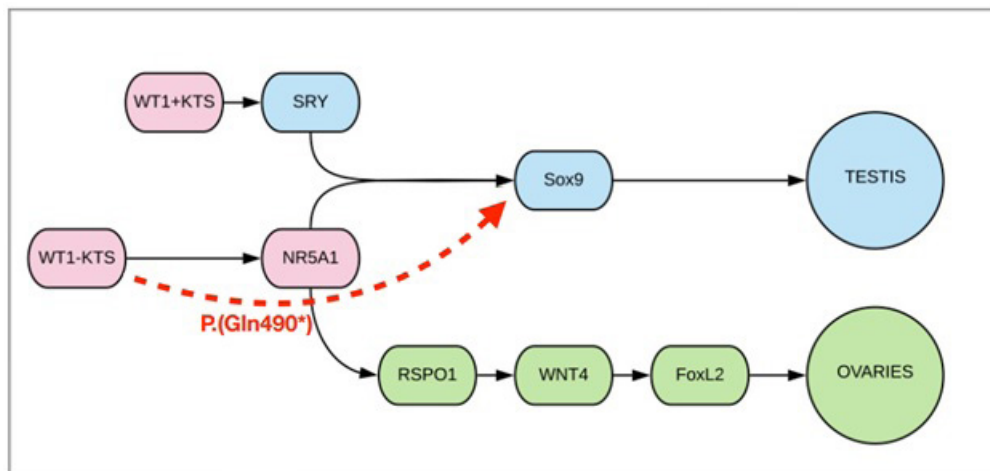 WT1+KTS
SRY
Sox9
TESTIS
WT1-KTS
NR5A1
P.(Gln490*)
RSPO1
WNT4
FoxL2
OVARIES